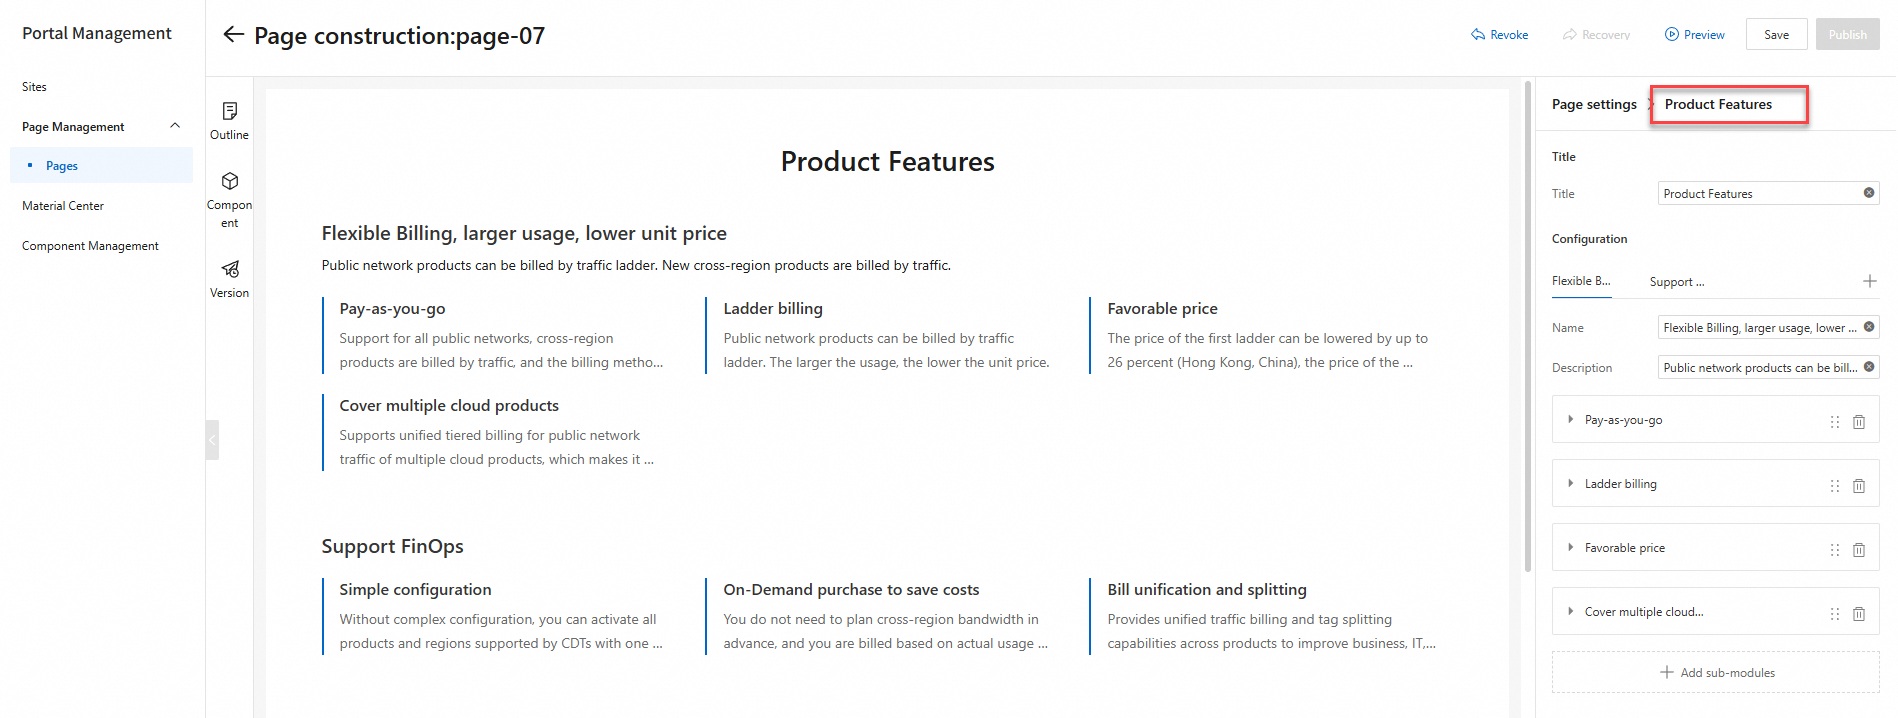 Portal Management
Sites
Page Management
Pages
Material Center
Component Management
Page construction:page-07
Revoke
Recovery
Preview
Save
Publish
Outline
Compon
ent
Version
Product Features
Flexible Billing, larger usage, lower unit price
Public network products can be billed by traffic ladder. New cross-region products are billed by traffic.
Pay-as-you-go
Support for all public networks, cross-region
products are billed by traffic, and the billing metho...
Ladder billing
Public network products can be billed by traffic
ladder. The larger the usage, the lower the unit price.
Favorable price
The price of the first ladder can be lowered by up to
26 percent (Hong Kong, China), the price of the ...
Cover multiple cloud products
Supports unified tiered billing for public network
traffic of multiple cloud products, which makes it ...
Support FinOps
Simple configuration
Without complex configuration, you can activate all
products and regions supported by CDTs with one ...
On-Demand purchase to save costs
You do not need to plan cross-region bandwidth in
advance, and you are billed based on actual usage ...
Bill unification and splitting
Provides unified traffic billing and tag splitting
capabilities across products to improve business, IT,...
Page settings
Product Features
Title
Title
Product Features
Configuration
Flexible B...
Support ...
Name
Flexible Billing, larger usage, lower ...
Description
Public network products can be bill...
Pay-as-you-go
Ladder billing
Favorable price
Cover multiple cloud...
Add sub-modules